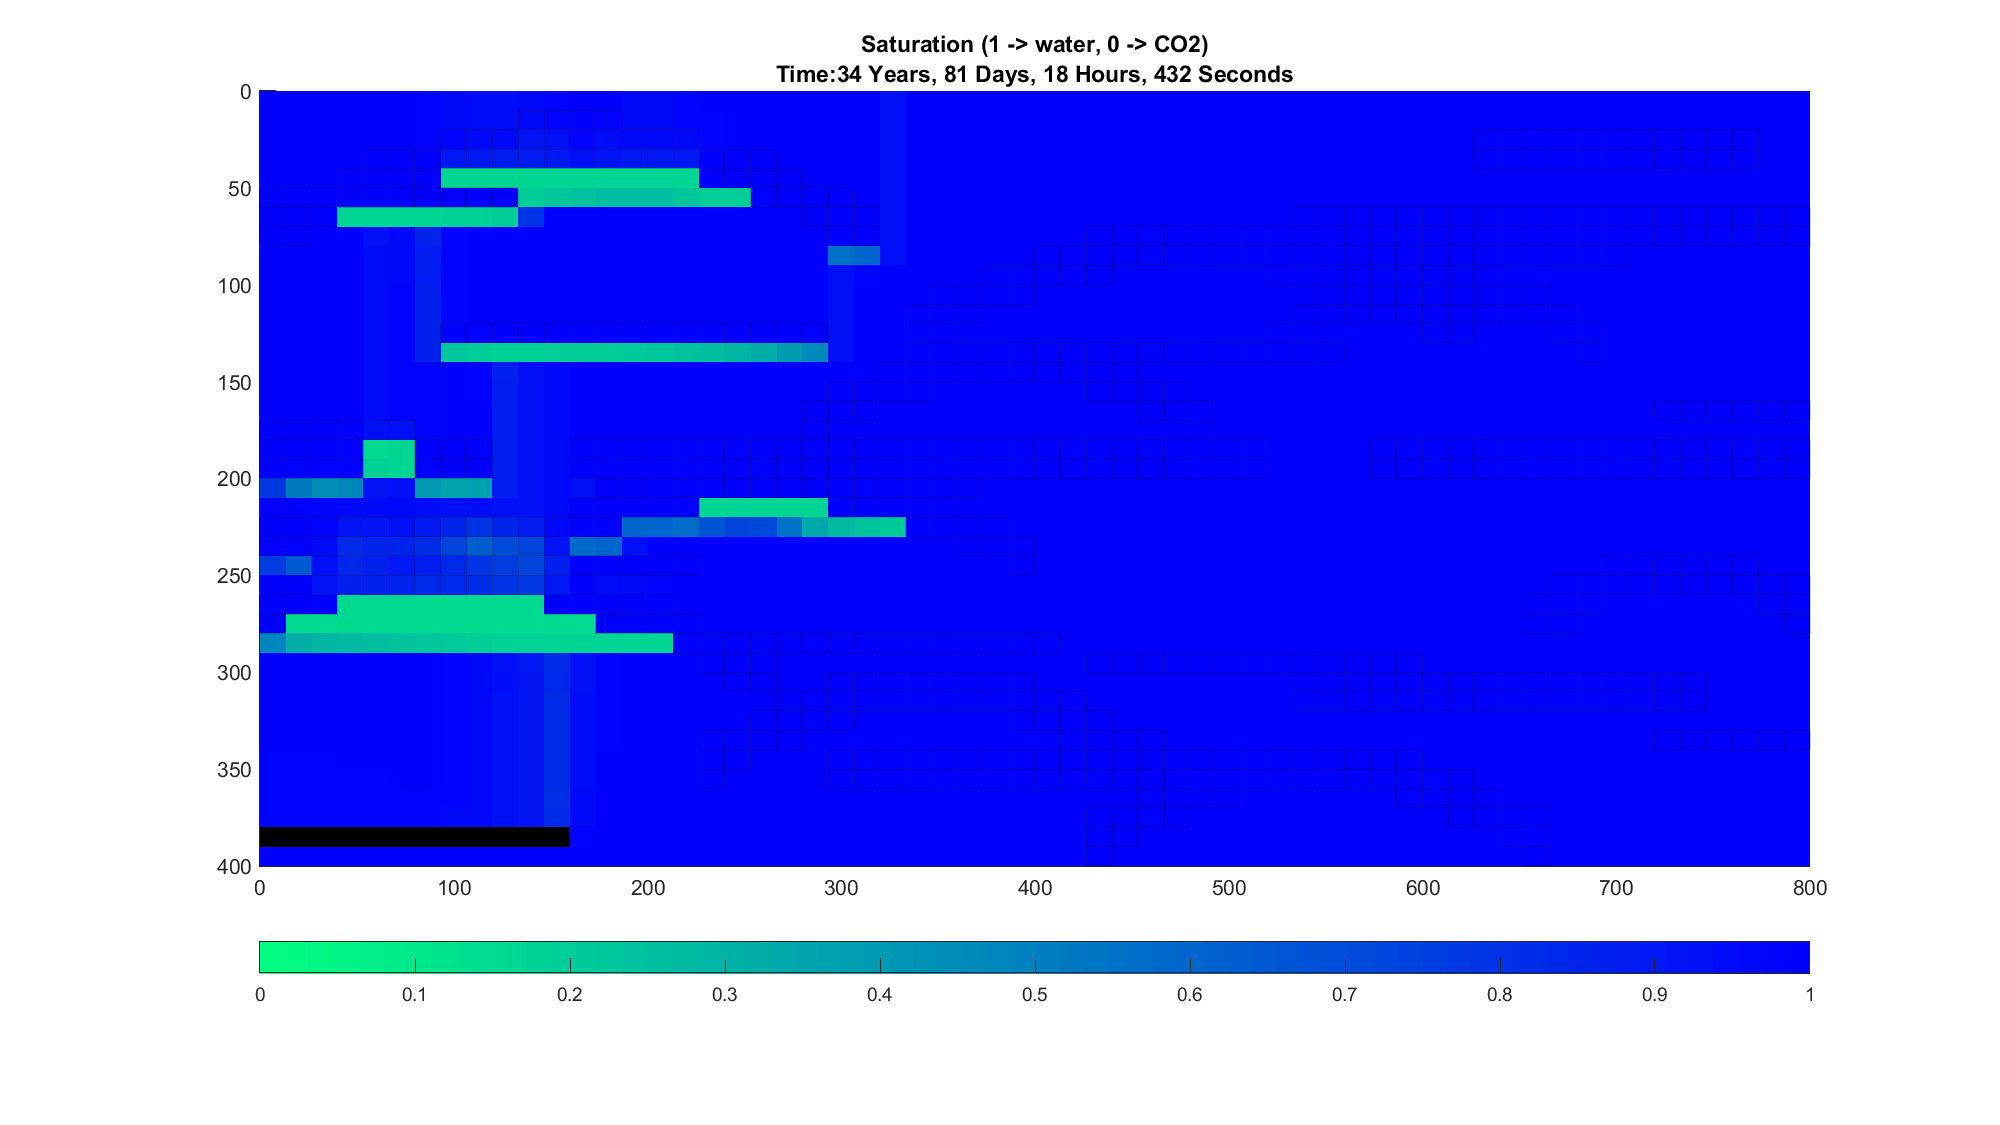 Saturation (1 -> water, 0 -> CO2)
Time:34 Years, 81 Days, 18 Hours, 432 Seconds
0
50
100
150
200
250
300
350
400
0 100 200 300 400 500 600 700 800
0 0.1 0.2 0.3 0.4 0.5 0.6 0.7 0.8 0.9 1